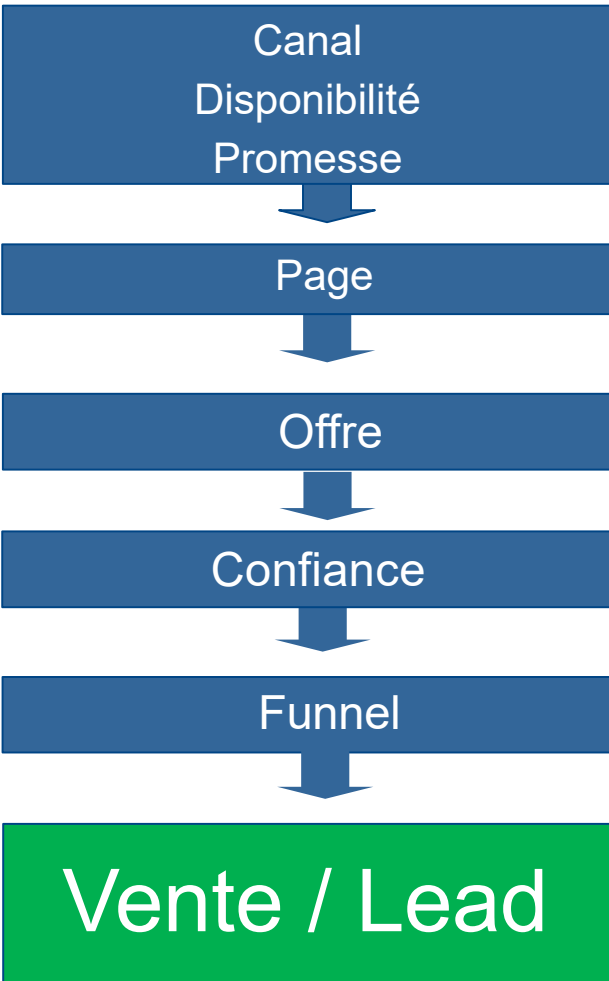 Canal
Disponibilité
Promesse
Page
Offre
Confiance
Funnel
Vente / Lead